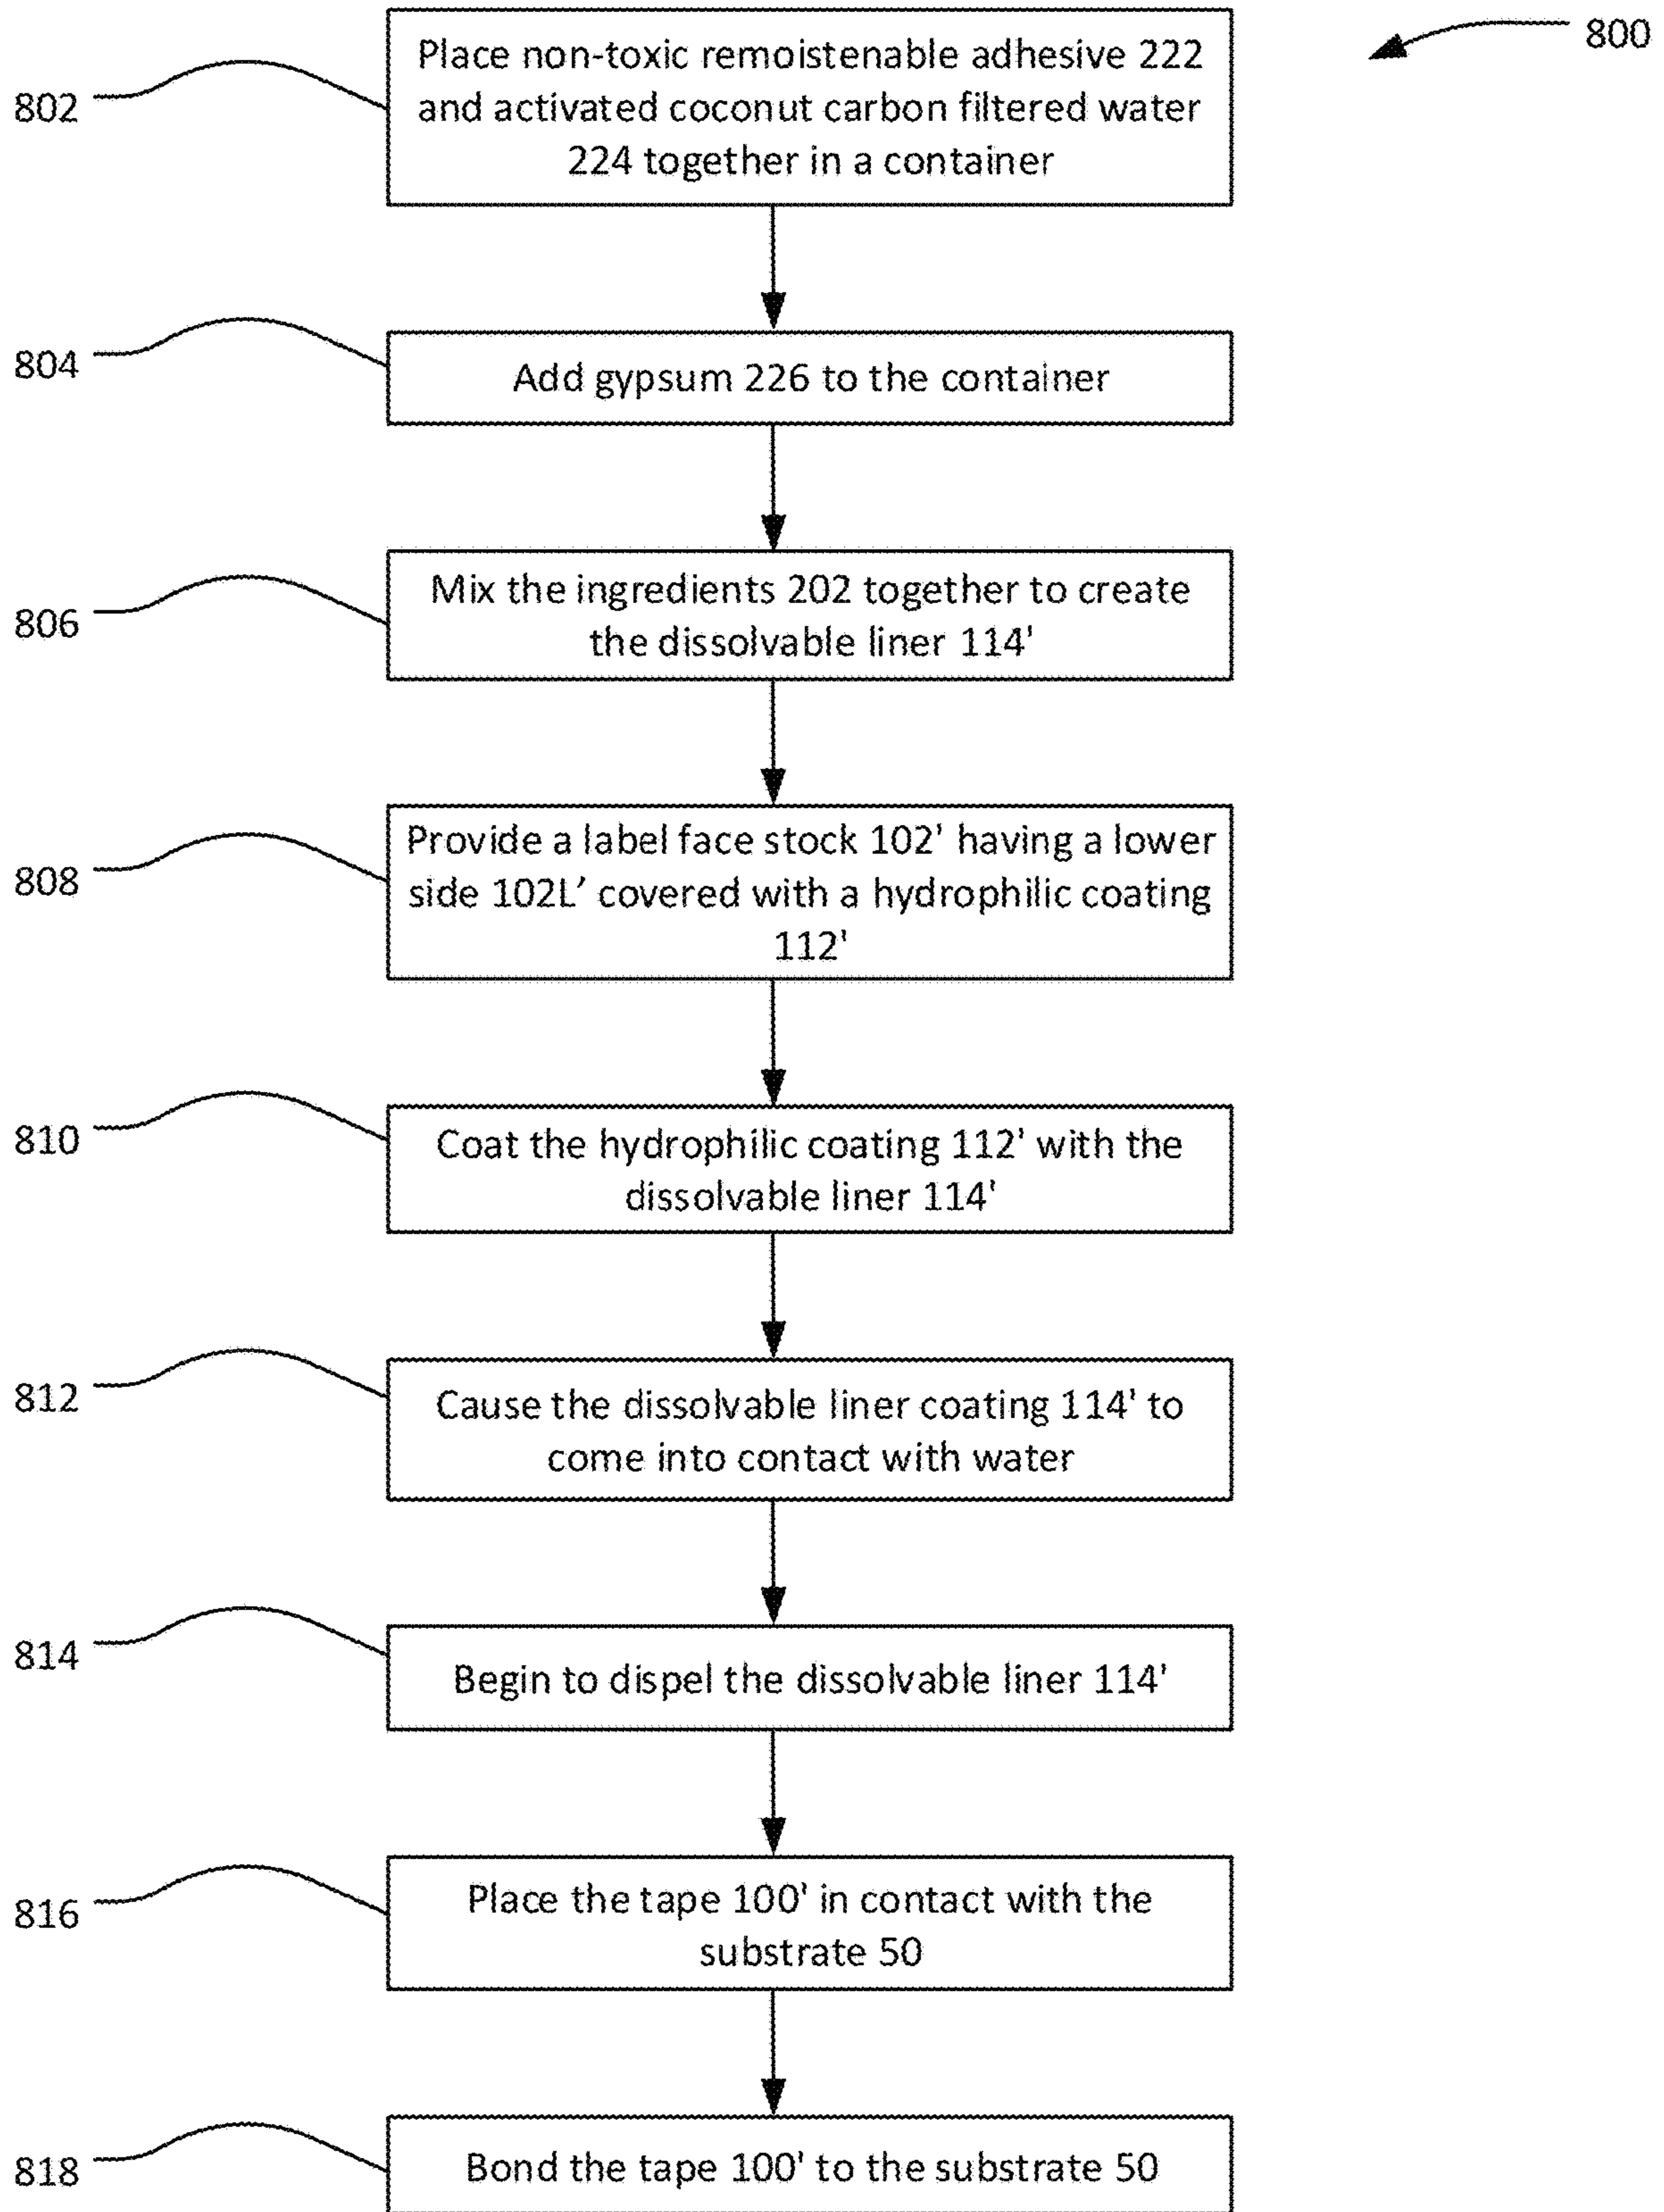 800
802
Place non-toxic remoistenable adhesive 222
and activated coconut carbon filtered water
224 together in a container
804
Add gypsum 226 to the container
806
Mix the ingredients 202 together to create
the dissolvable liner 114'
808
Provide a label face stock 102' having a lower
side 102L’ covered with a hydrophilic coating
112'
810
Coat the hydrophilic coating 112' with the
dissolvable liner 114'
812
Cause the dissolvable liner coating 114' to
come into contact with water
814
Begin to dispel the dissolvable liner 114'
816
Place the tape 100' in contact with the
substrate 50
818
Bond the tape 100' to the substrate 50